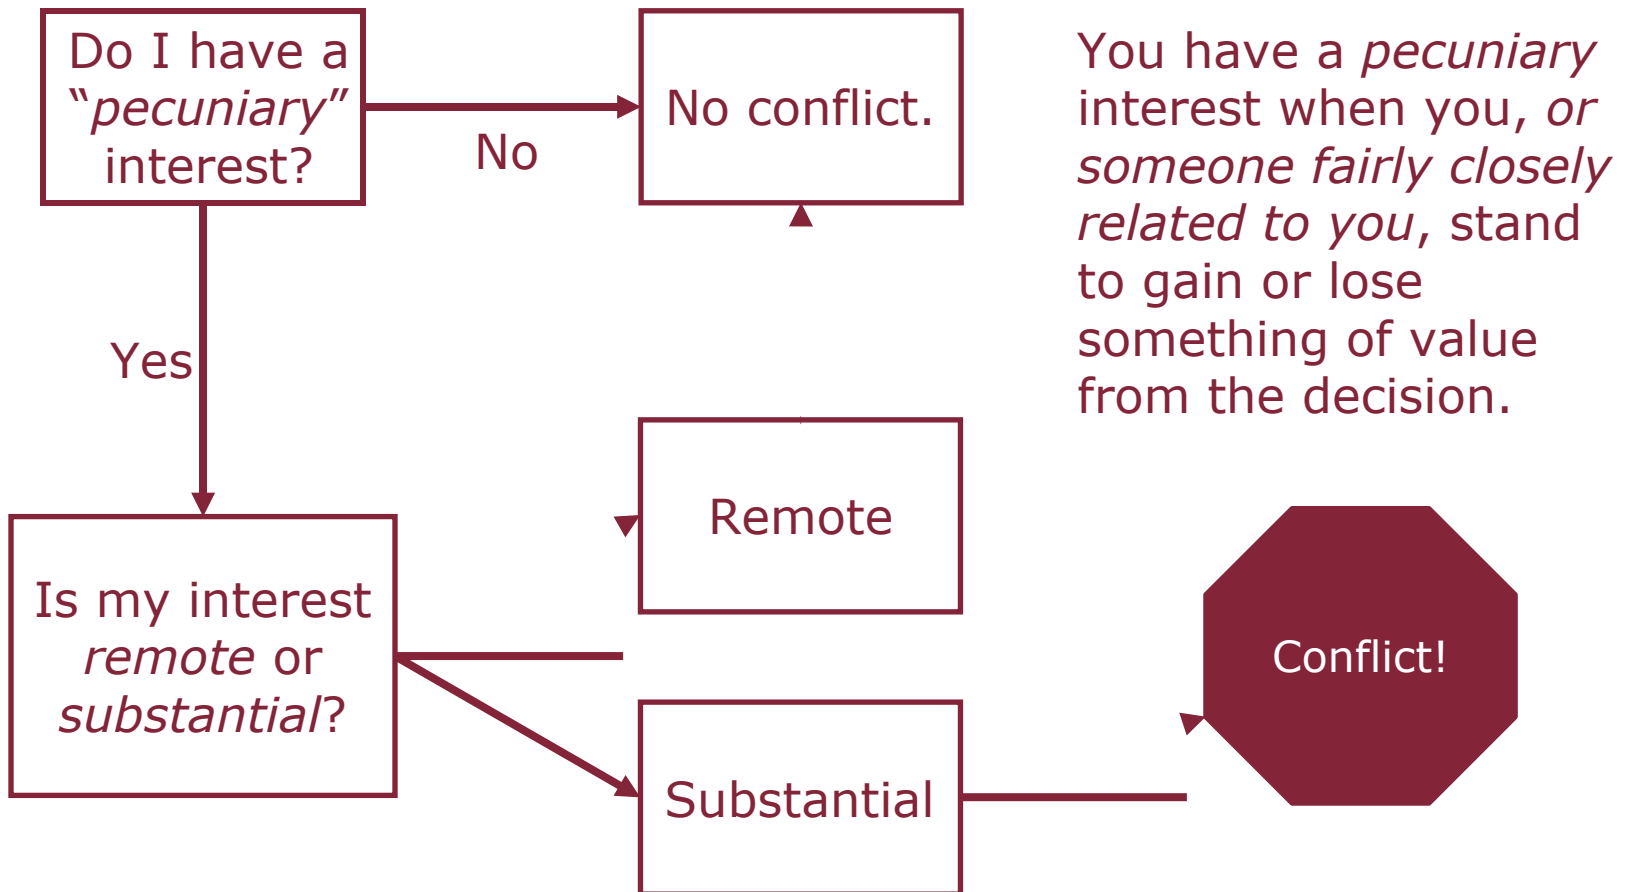 Do I have a
“pecuniary”
interest?
No
No conflict.
You have a pecuniary
interest when you, or
someone fairly closely
related to you, stand
to gain or lose
something of value
from the decision.
Yes
Is my interest
remote or
substantial?
Remote
Substantial
Conflict!